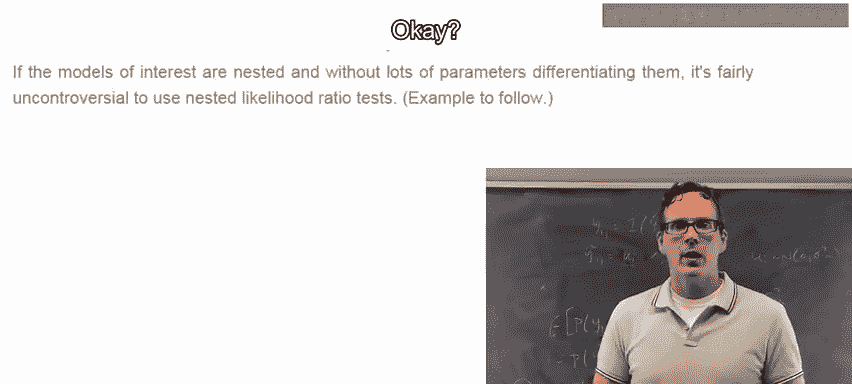 Okay?
If the models of interest are nested and without lots of parameters differentiating them, it's fairly
uncontroversial to use nested likelihood ratio tests. (Example to follow.)